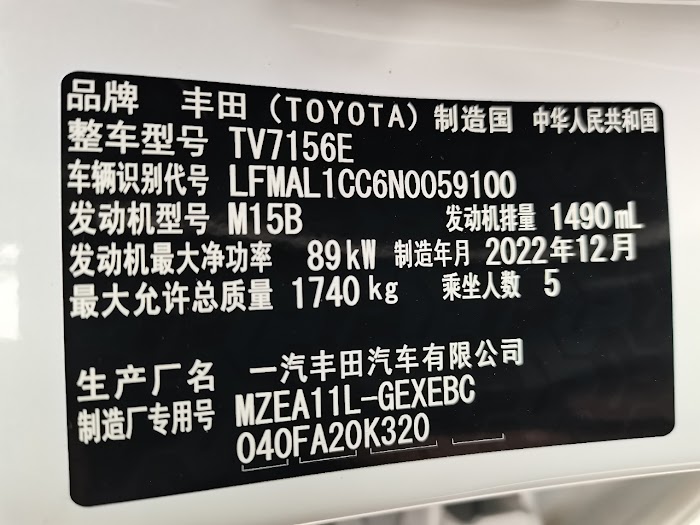 品牌 丰田（TOYOTA）制造国 中华人民共和国
整车型号 TV7156E
车辆识别代号 LFMAL1CC6N0059100
发动机型号 M15B 发动机排量 1490mL
发动机最大净功率 89kW 制造年月 2022年12月
最大允许总质量 1740kg 乘坐人数 5
生产厂名 一汽丰田汽车有限公司
制造厂专用号 MZEA11L-GEXEBC
040FA20K320